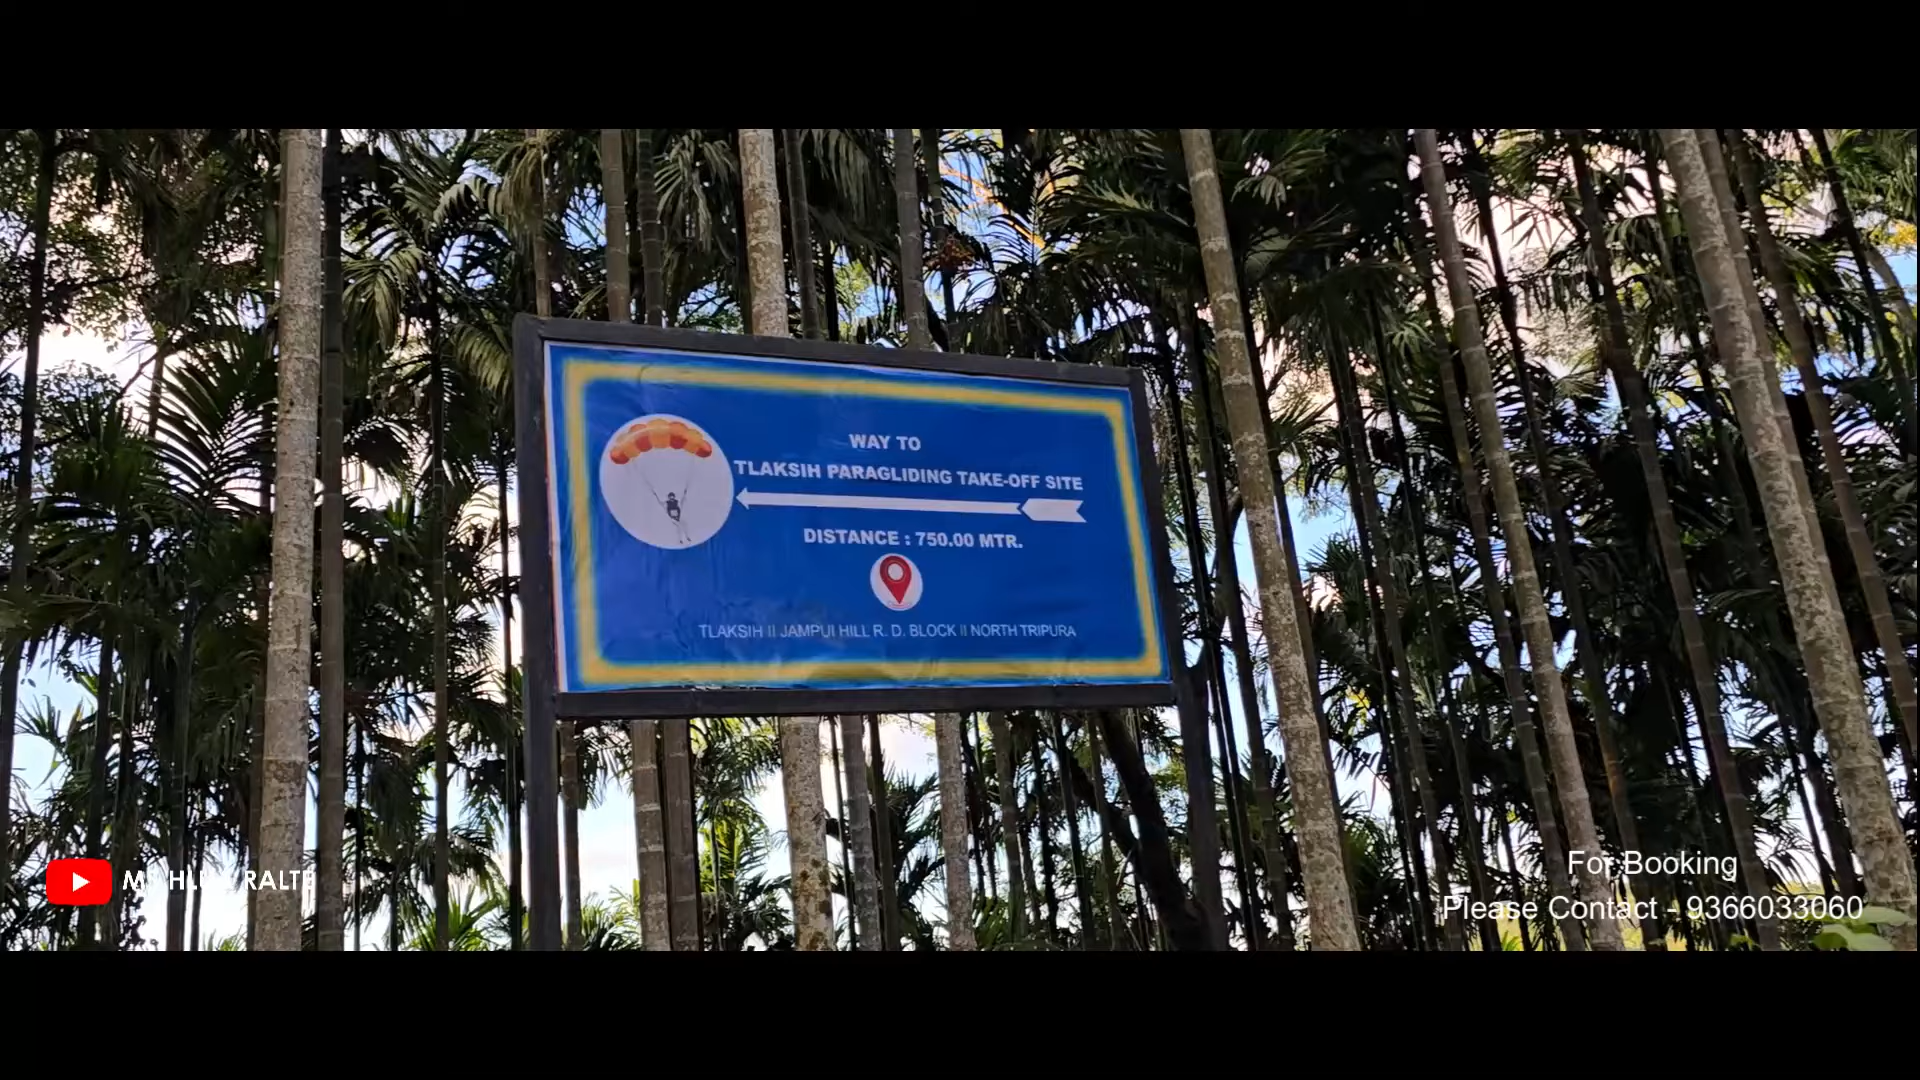 WAY TO
TLAKSIH PARAGLIDING TAKE-OFF SITE
DISTANCE : 750.00 MTR.
TLAKSIH II JAMPUI HILL R. D. BLOCK II NORTH TRIPURA
RALTE
For Booking
Please Contact - 9366033060